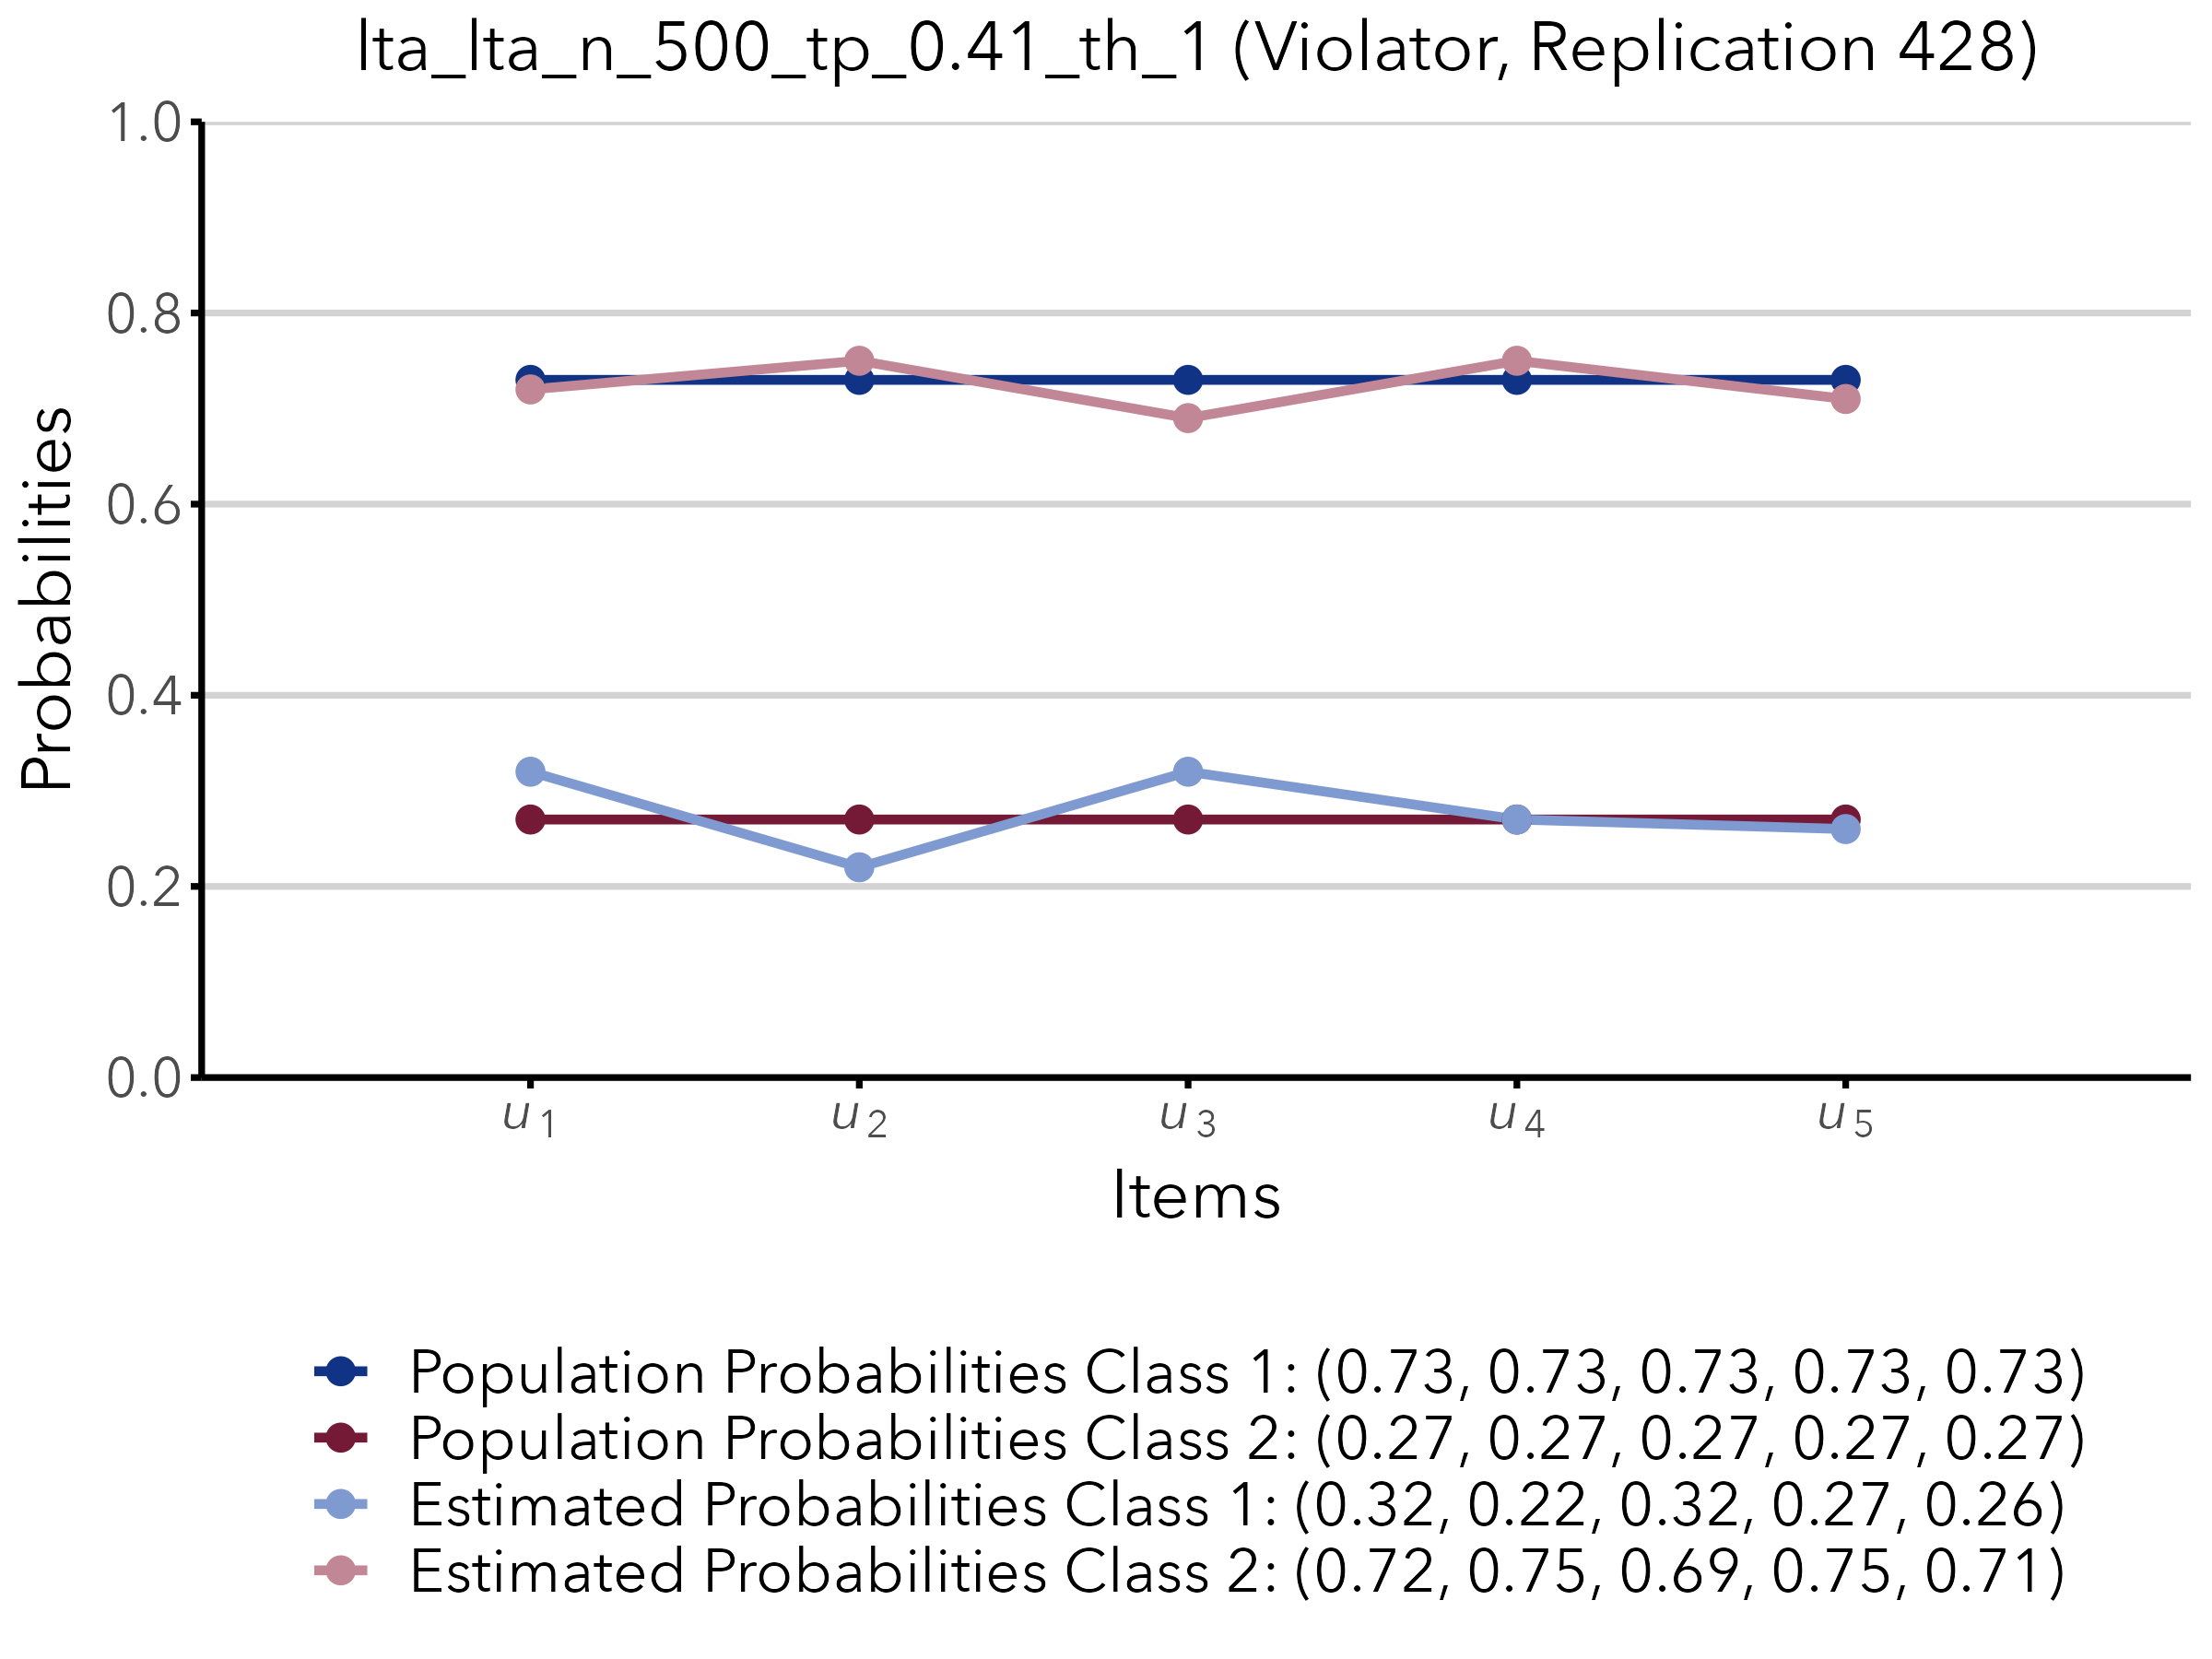 lta_lta_n_500_tp_0.41_th_1 (Violator, Replication 428)
1.0
0.8
0.6
0.4
0.2
0.0
Probabilities
u1 u2 u3 u4 u5
Items
Population Probabilities Class 1: (0.73, 0.73, 0.73, 0.73, 0.73)
Population Probabilities Class 2: (0.27, 0.27, 0.27, 0.27, 0.27)
Estimated Probabilities Class 1: (0.32, 0.22, 0.32, 0.27, 0.26)
Estimated Probabilities Class 2: (0.72, 0.75, 0.69, 0.75, 0.71)